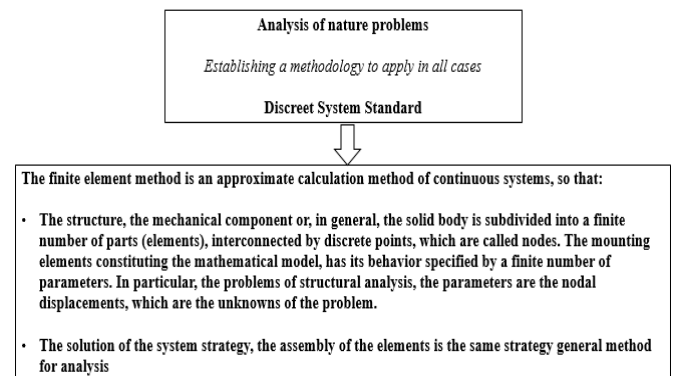 Analysis of nature problems
Establishing a methodology to apply in all cases
Discreet System Standard
The finite element method is an approximate calculation method of continuous systems, so that:
• The structure, the mechanical component or, in general, the solid body is subdivided into a finite
number of parts (elements), interconnected by discrete points, which are called nodes. The mounting
elements constituting the mathematical model, has its behavior specified by a finite number of
parameters. In particular, the problems of structural analysis, the parameters are the nodal
displacements, which are the unknowns of the problem.
• The solution of the system strategy, the assembly of the elements is the same strategy general method
for analysis